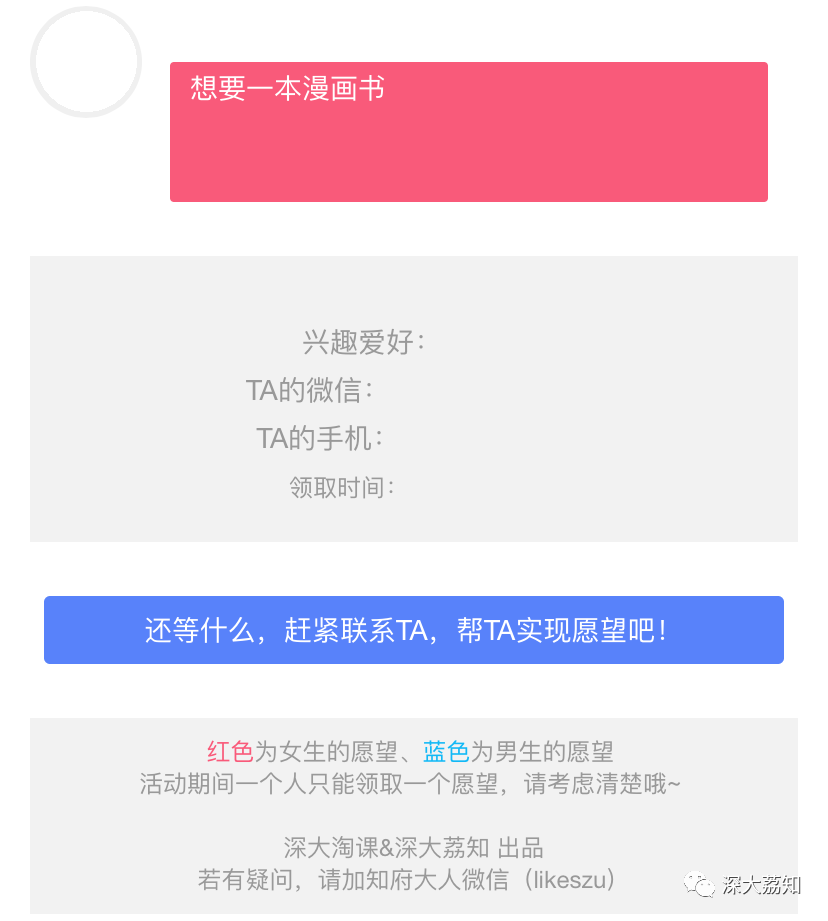 想要一本漫画书
兴趣爱好：
TA的微信：
TA的手机：
领取时间：
还等什么，赶紧联系TA，帮TA实现愿望吧！
红色为女生的愿望、蓝色为男生的愿望
活动期间一个人只能领取一个愿望，请考虑清楚哦~
深大淘课&深大荔知 出品
若有疑问，请加知府大人微信（likeszu）
深大荔知